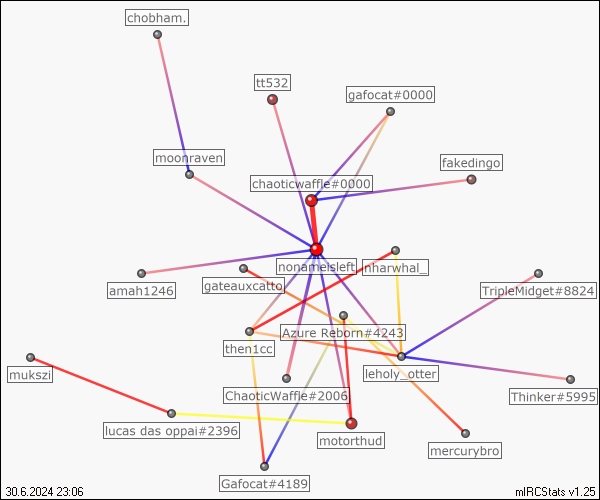 chobham.
tt532
gafocat#0000
moonraven
fakedingo
chaoticwaffle#0000
nonameisleft
nharwhal_
amah1246
gateauxcatto
TripleMidget#8824
Azure Reborn#4243
then1cc
leholy_otter
mukszi
ChaoticWaffle#2006
Thinker#5995
lucas das oppai#2396
motorthud
mercurybro
Gafocat#4189
30.6.2024 23:06
mIRCStats v1.25